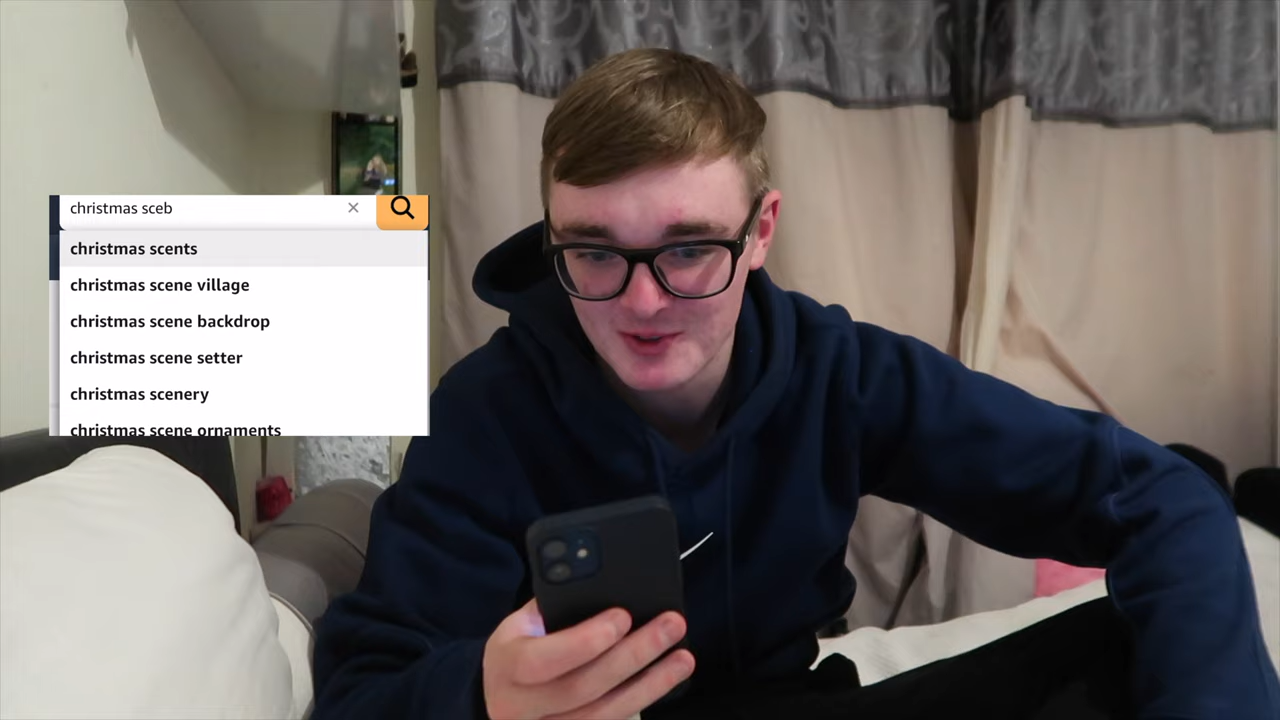 christmas sceb
christmas scents
christmas scene village
christmas scene backdrop
christmas scene setter
christmas scenery
christmas scene ornaments